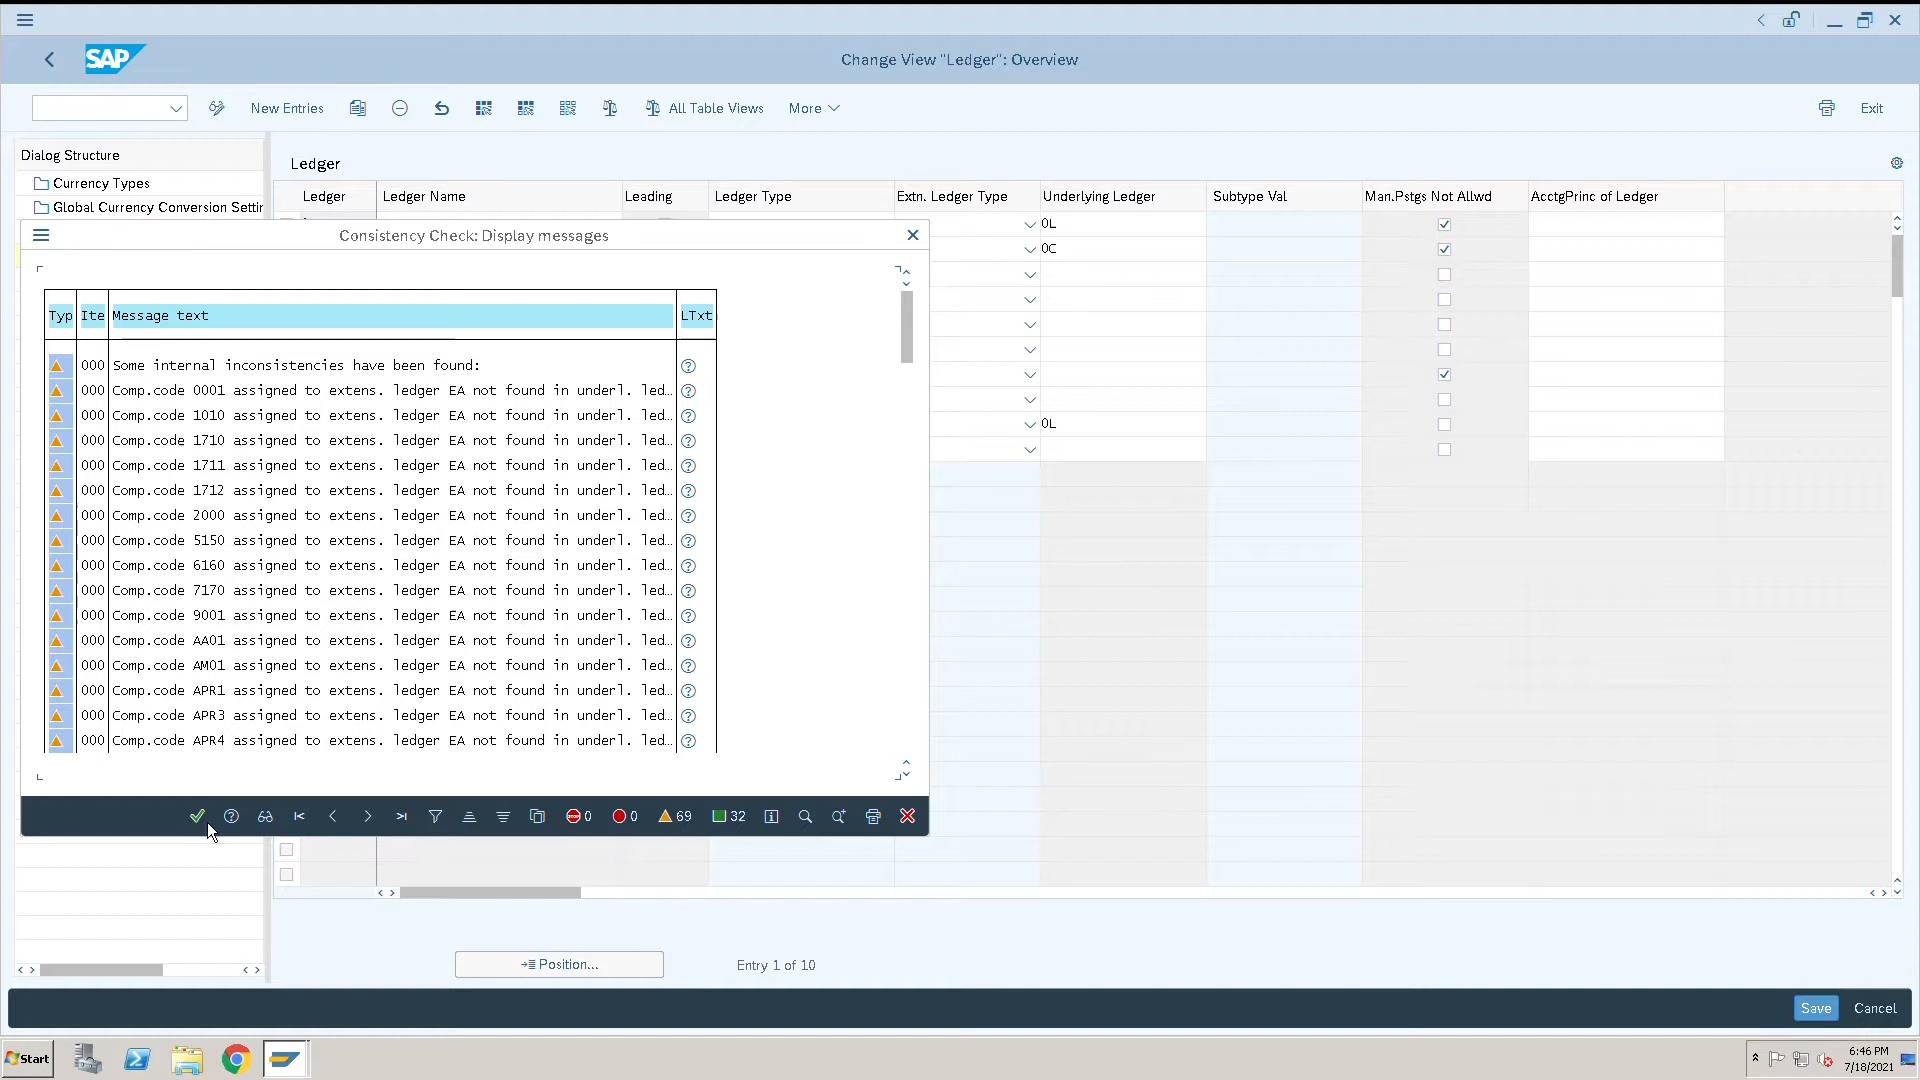 SAP
Change View "Ledger": Overview
New Entries
All Table Views
More
Exit
Dialog Structure
Currency Types
Global Currency Conversion Settir
Ledger
Ledger
Ledger Name
Leading
Ledger Type
Extn. Ledger Type
Underlying Ledger
Subtype Val
Man.Pstgs Not Allwd
AcctgPrinc of Ledger
0L
0C
0L
Consistency Check: Display messages
Typ Ite Message text LTxt
000 Some internal inconsistencies have been found:
000 Comp.code 0001 assigned to extens. ledger EA not found in underl. led…
000 Comp.code 1010 assigned to extens. ledger EA not found in underl. led…
000 Comp.code 1710 assigned to extens. ledger EA not found in underl. led…
000 Comp.code 1711 assigned to extens. ledger EA not found in underl. led…
000 Comp.code 1712 assigned to extens. ledger EA not found in underl. led…
000 Comp.code 2000 assigned to extens. ledger EA not found in underl. led…
000 Comp.code 5150 assigned to extens. ledger EA not found in underl. led…
000 Comp.code 6160 assigned to extens. ledger EA not found in underl. led…
000 Comp.code 7170 assigned to extens. ledger EA not found in underl. led…
000 Comp.code 9001 assigned to extens. ledger EA not found in underl. led…
000 Comp.code AA01 assigned to extens. ledger EA not found in underl. led…
000 Comp.code AM01 assigned to extens. ledger EA not found in underl. led…
000 Comp.code APR1 assigned to extens. ledger EA not found in underl. led…
000 Comp.code APR3 assigned to extens. ledger EA not found in underl. led…
000 Comp.code APR4 assigned to extens. ledger EA not found in underl. led…
0 0 69 32
Position...
Entry 1 of 10
Save Cancel
Start
6:46 PM
7/18/2021